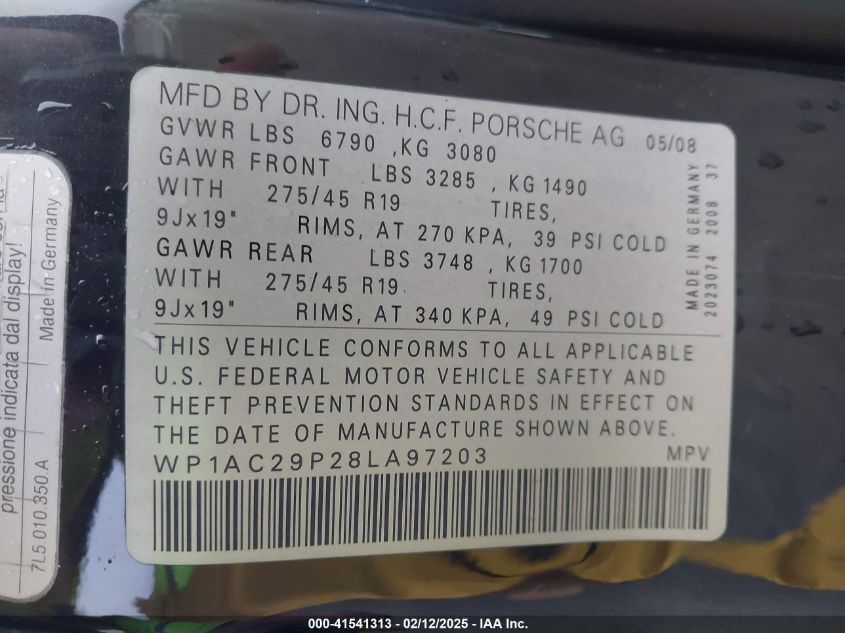 MFD BY DR. ING. H.C.F. PORSCHE AG 05/08
GVWR LBS 6790 ,KG 3080
GAWR FRONT LBS 3285 , KG 1490
WITH 275/45 R19 TIRES,
9Jx19" RIMS, AT 270 KPA, 39 PSI COLD
GAWR REAR LBS 3748 , KG 1700
WITH 275/45 R19 TIRES,
9Jx19" RIMS, AT 340 KPA, 49 PSI COLD
MADE IN GERMANY
2023074 2008 37
THIS VEHICLE CONFORMS TO ALL APPLICABLE
U.S. FEDERAL MOTOR VEHICLE SAFETY AND
THEFT PREVENTION STANDARDS IN EFFECT ON
THE DATE OF MANUFACTURE SHOWN ABOVE.
WP1AC29P28LA97203 MPV
pressione indicata dal display!
7L5.010.350.A Made in Germany
000-41541313 - 02/12/2025 - IAA Inc.